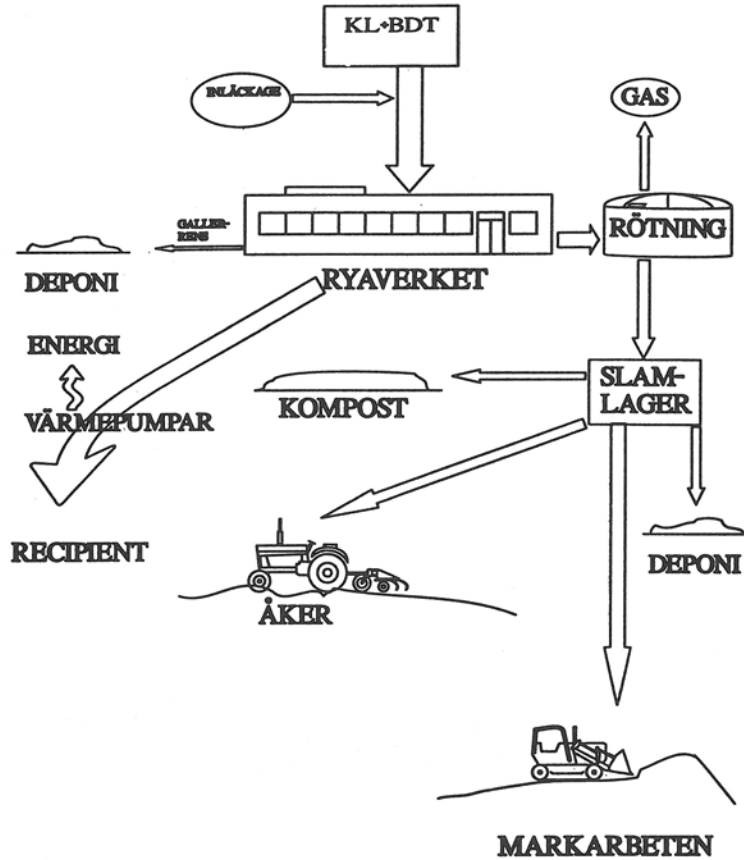 KL+BDT
INLÄCKAGE
GAS
GALLER-
RENS
RÖTNING
DEPONI
RYAVERKET
ENERGI
SLAM-
LAGER
KOMPOST
VÄRMEPUMPAR
RECIPIENT
DEPONI
ÅKER
MARKARBETEN